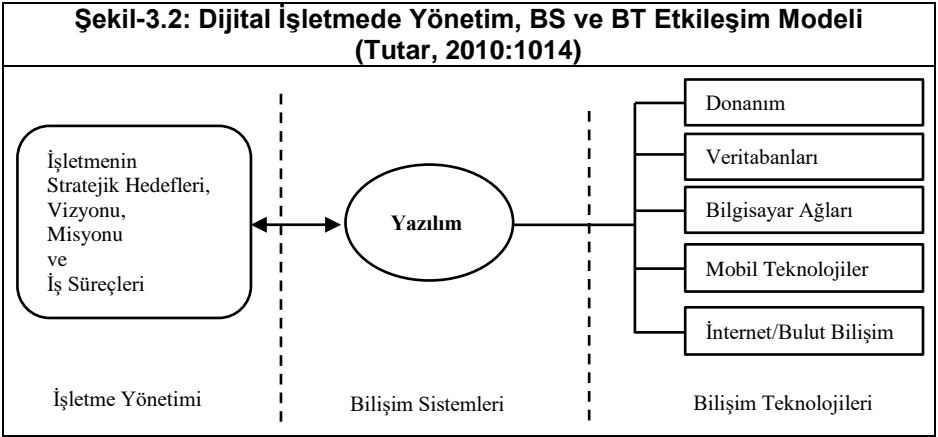 Şekil-3.2: Dijital İşletmede Yönetim, BS ve BT Etkileşim Modeli
(Tutar, 2010:1014)
İşletmenin
Stratejik Hedefleri,
Vizyonu,
Misyonu
ve
İş Süreçleri
Yazılım
Donanım
Veritabanları
Bilgisayar Ağları
Mobil Teknolojiler
İnternet/Bulut Bilişim
İşletme Yönetimi
Bilişim Sistemleri
Bilişim Teknolojileri